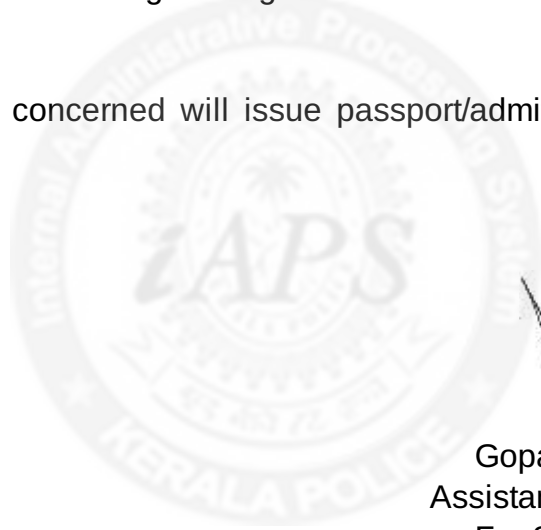 concerned will issue passport/admi
Internal Administrative Processing System
iAPS
KERALA POLICE
Gopa
Assistan